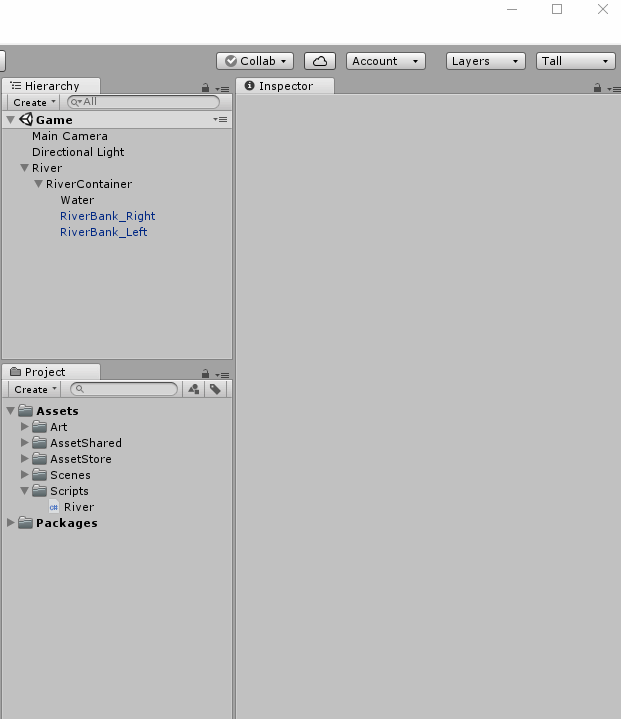 Collab Account Layers Tall
Hierarchy
Create All
Game
Main Camera
Directional Light
River
RiverContainer
Water
RiverBank_Right
RiverBank_Left
Inspector
Project
Create
Assets
Art
AssetShared
AssetStore
Scenes
Scripts
c# River
Packages